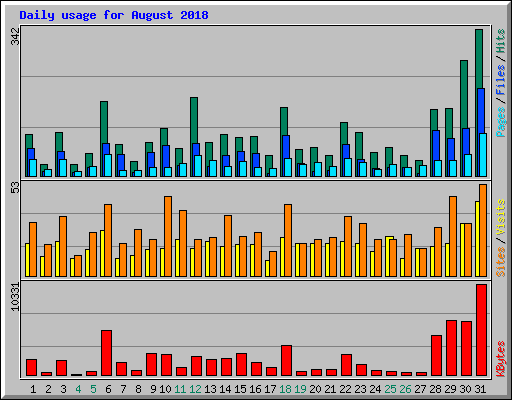 Daily usage for August 2018
342
Pages / Files / Hits
53
Sites / Visits
10331
KBytes
1 2 3 4 5 6 7 8 9 10 11 12 13 14 15 16 17 18 19 20 21 22 23 24 25 26 27 28 29 30 31